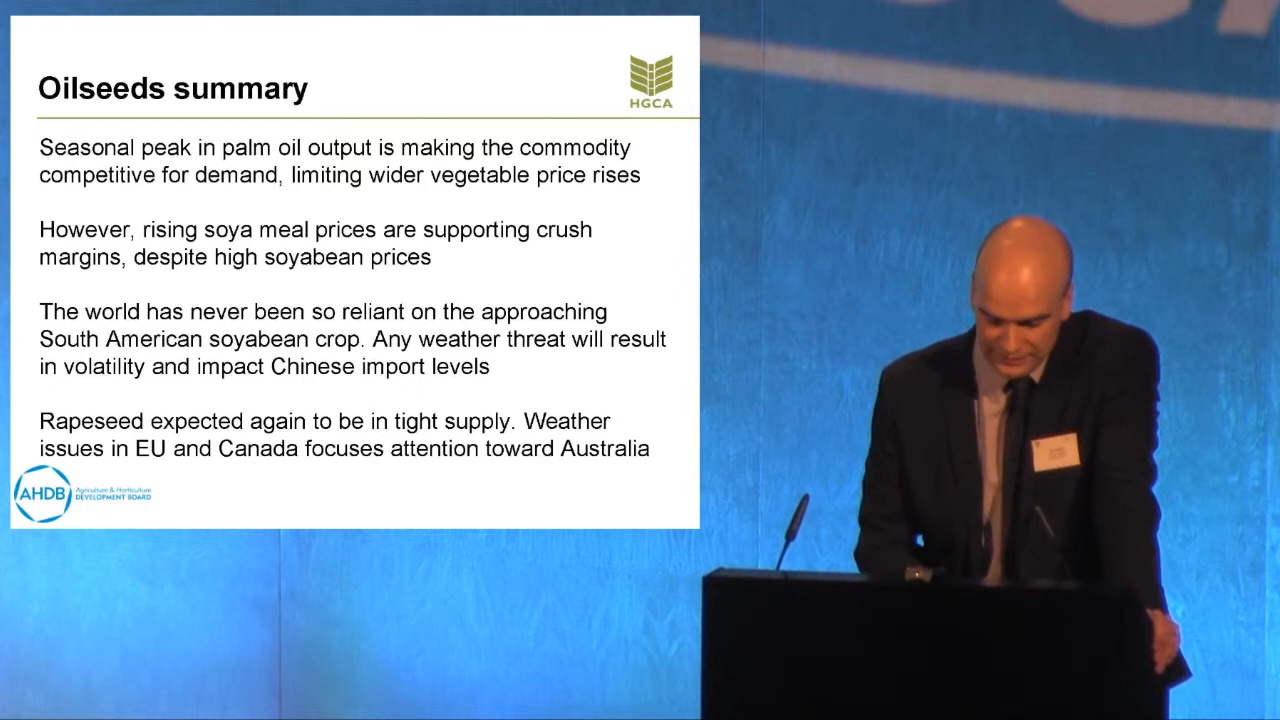 Oilseeds summary
HGCA
Seasonal peak in palm oil output is making the commodity
competitive for demand, limiting wider vegetable price rises
However, rising soya meal prices are supporting crush
margins, despite high soyabean prices
The world has never been so reliant on the approaching
South American soyabean crop. Any weather threat will result
in volatility and impact Chinese import levels
Rapeseed expected again to be in tight supply. Weather
issues in EU and Canada focuses attention toward Australia
AHDB
Agriculture & Horticulture
DEVELOPMENT BOARD